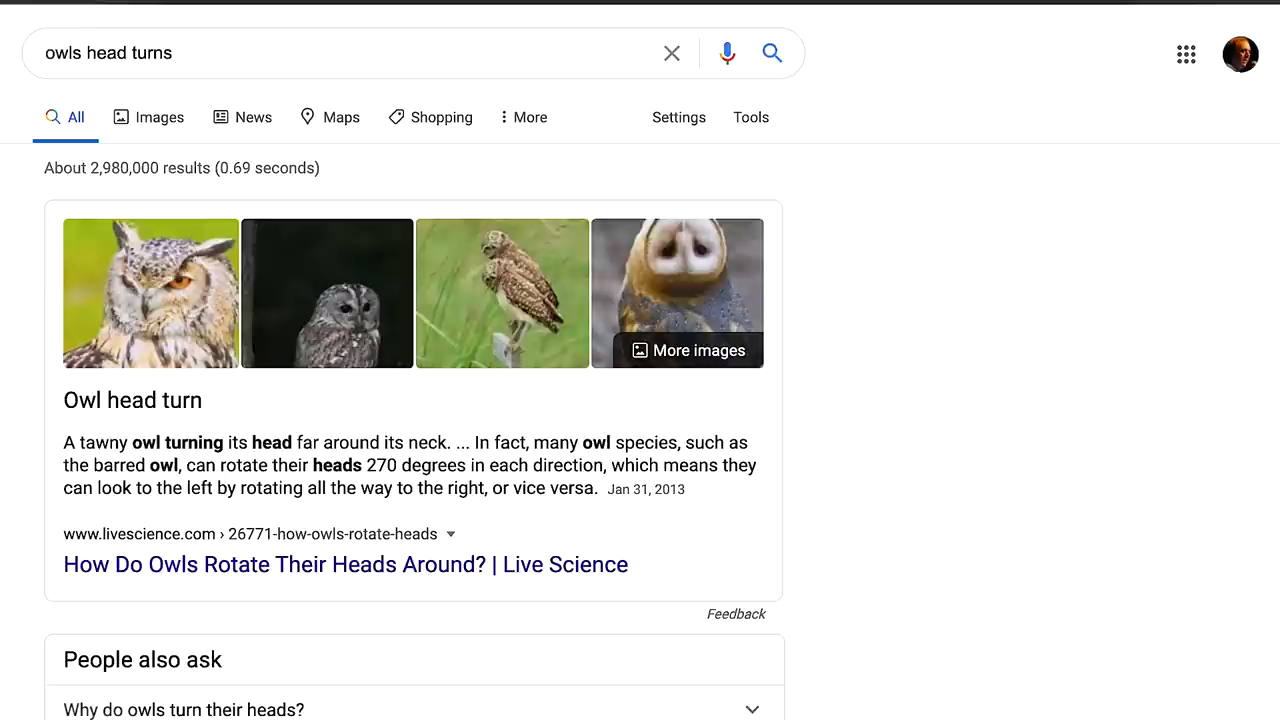 owls head turns
All Images News Maps Shopping More Settings Tools
About 2,980,000 results (0.69 seconds)
More images
Owl head turn
A tawny owl turning its head far around its neck. ... In fact, many owl species, such as
the barred owl, can rotate their heads 270 degrees in each direction, which means they
can look to the left by rotating all the way to the right, or vice versa. Jan 31, 2013
www.livescience.com › 26771-how-owls-rotate-heads
How Do Owls Rotate Their Heads Around? | Live Science
Feedback
People also ask
Why do owls turn their heads?